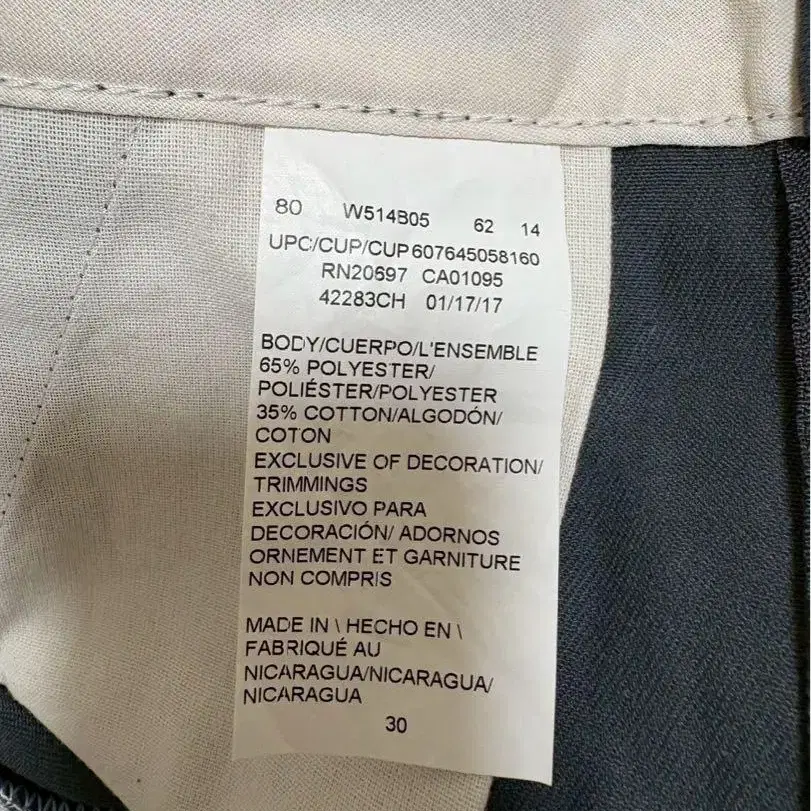 80 W514B05 62 14
UPC/CUP/CUP 607645058160
RN20697 CA01095
42283CH 01/17/17
BODY/CUERPO/L'ENSEMBLE
65% POLYESTER/
POLIÉSTER/POLYESTER
35% COTTON/ALGODÓN/
COTON
EXCLUSIVE OF DECORATION/
TRIMMINGS
EXCLUSIVO PARA
DECORACIÓN/ ADORNOS
ORNEMENT ET GARNITURE
NON COMPRIS
MADE IN \ HECHO EN \
FABRIQUÉ AU
NICARAGUA/NICARAGUA/
NICARAGUA
30